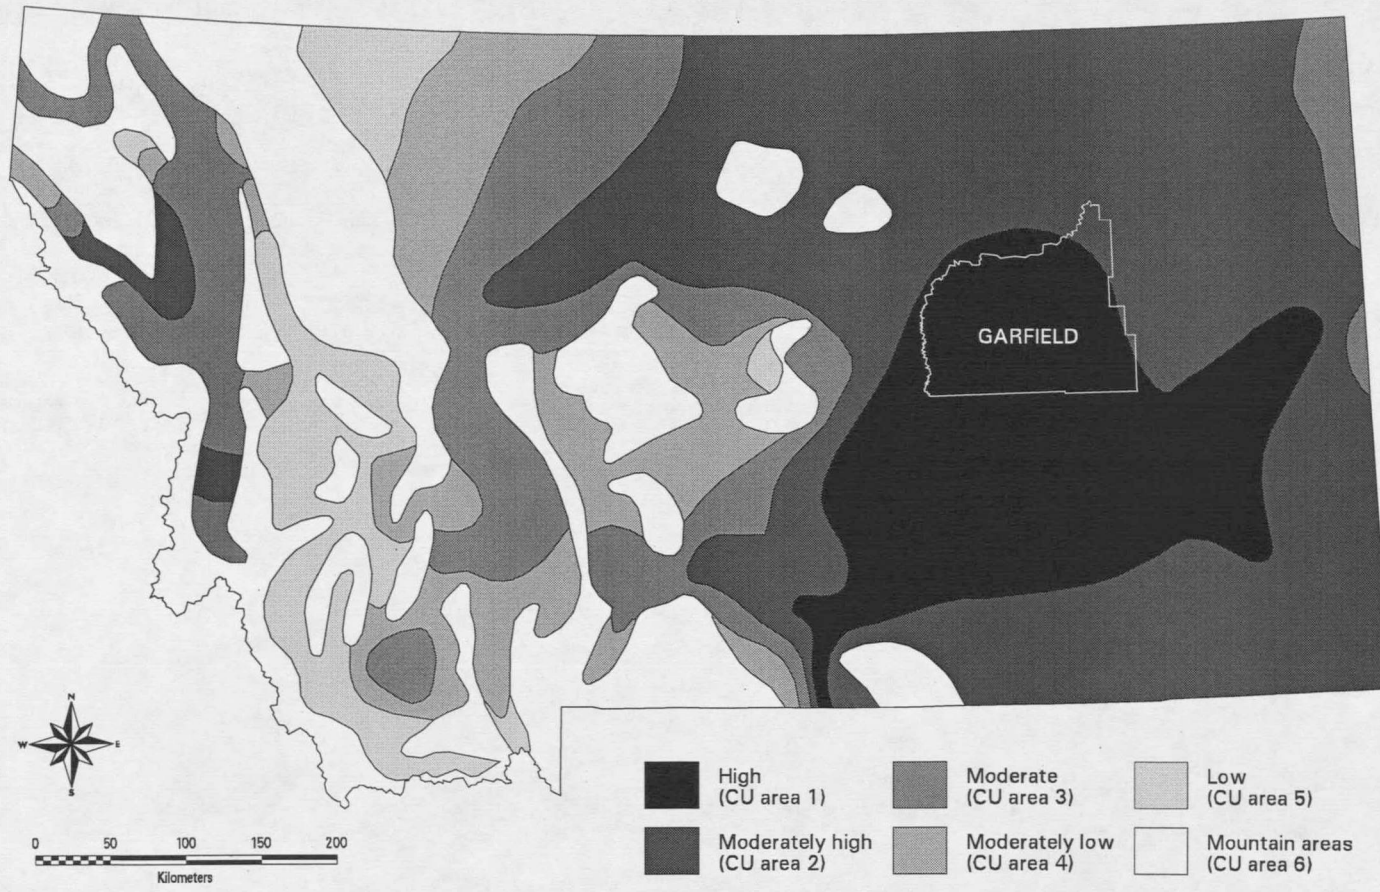 GARFIELD
N
W E
S
0 50 100 150 200
Kilometers
High
(CU area 1)
Moderately high
(CU area 2)
Moderate
(CU area 3)
Moderately low
(CU area 4)
Low
(CU area 5)
Mountain areas
(CU area 6)